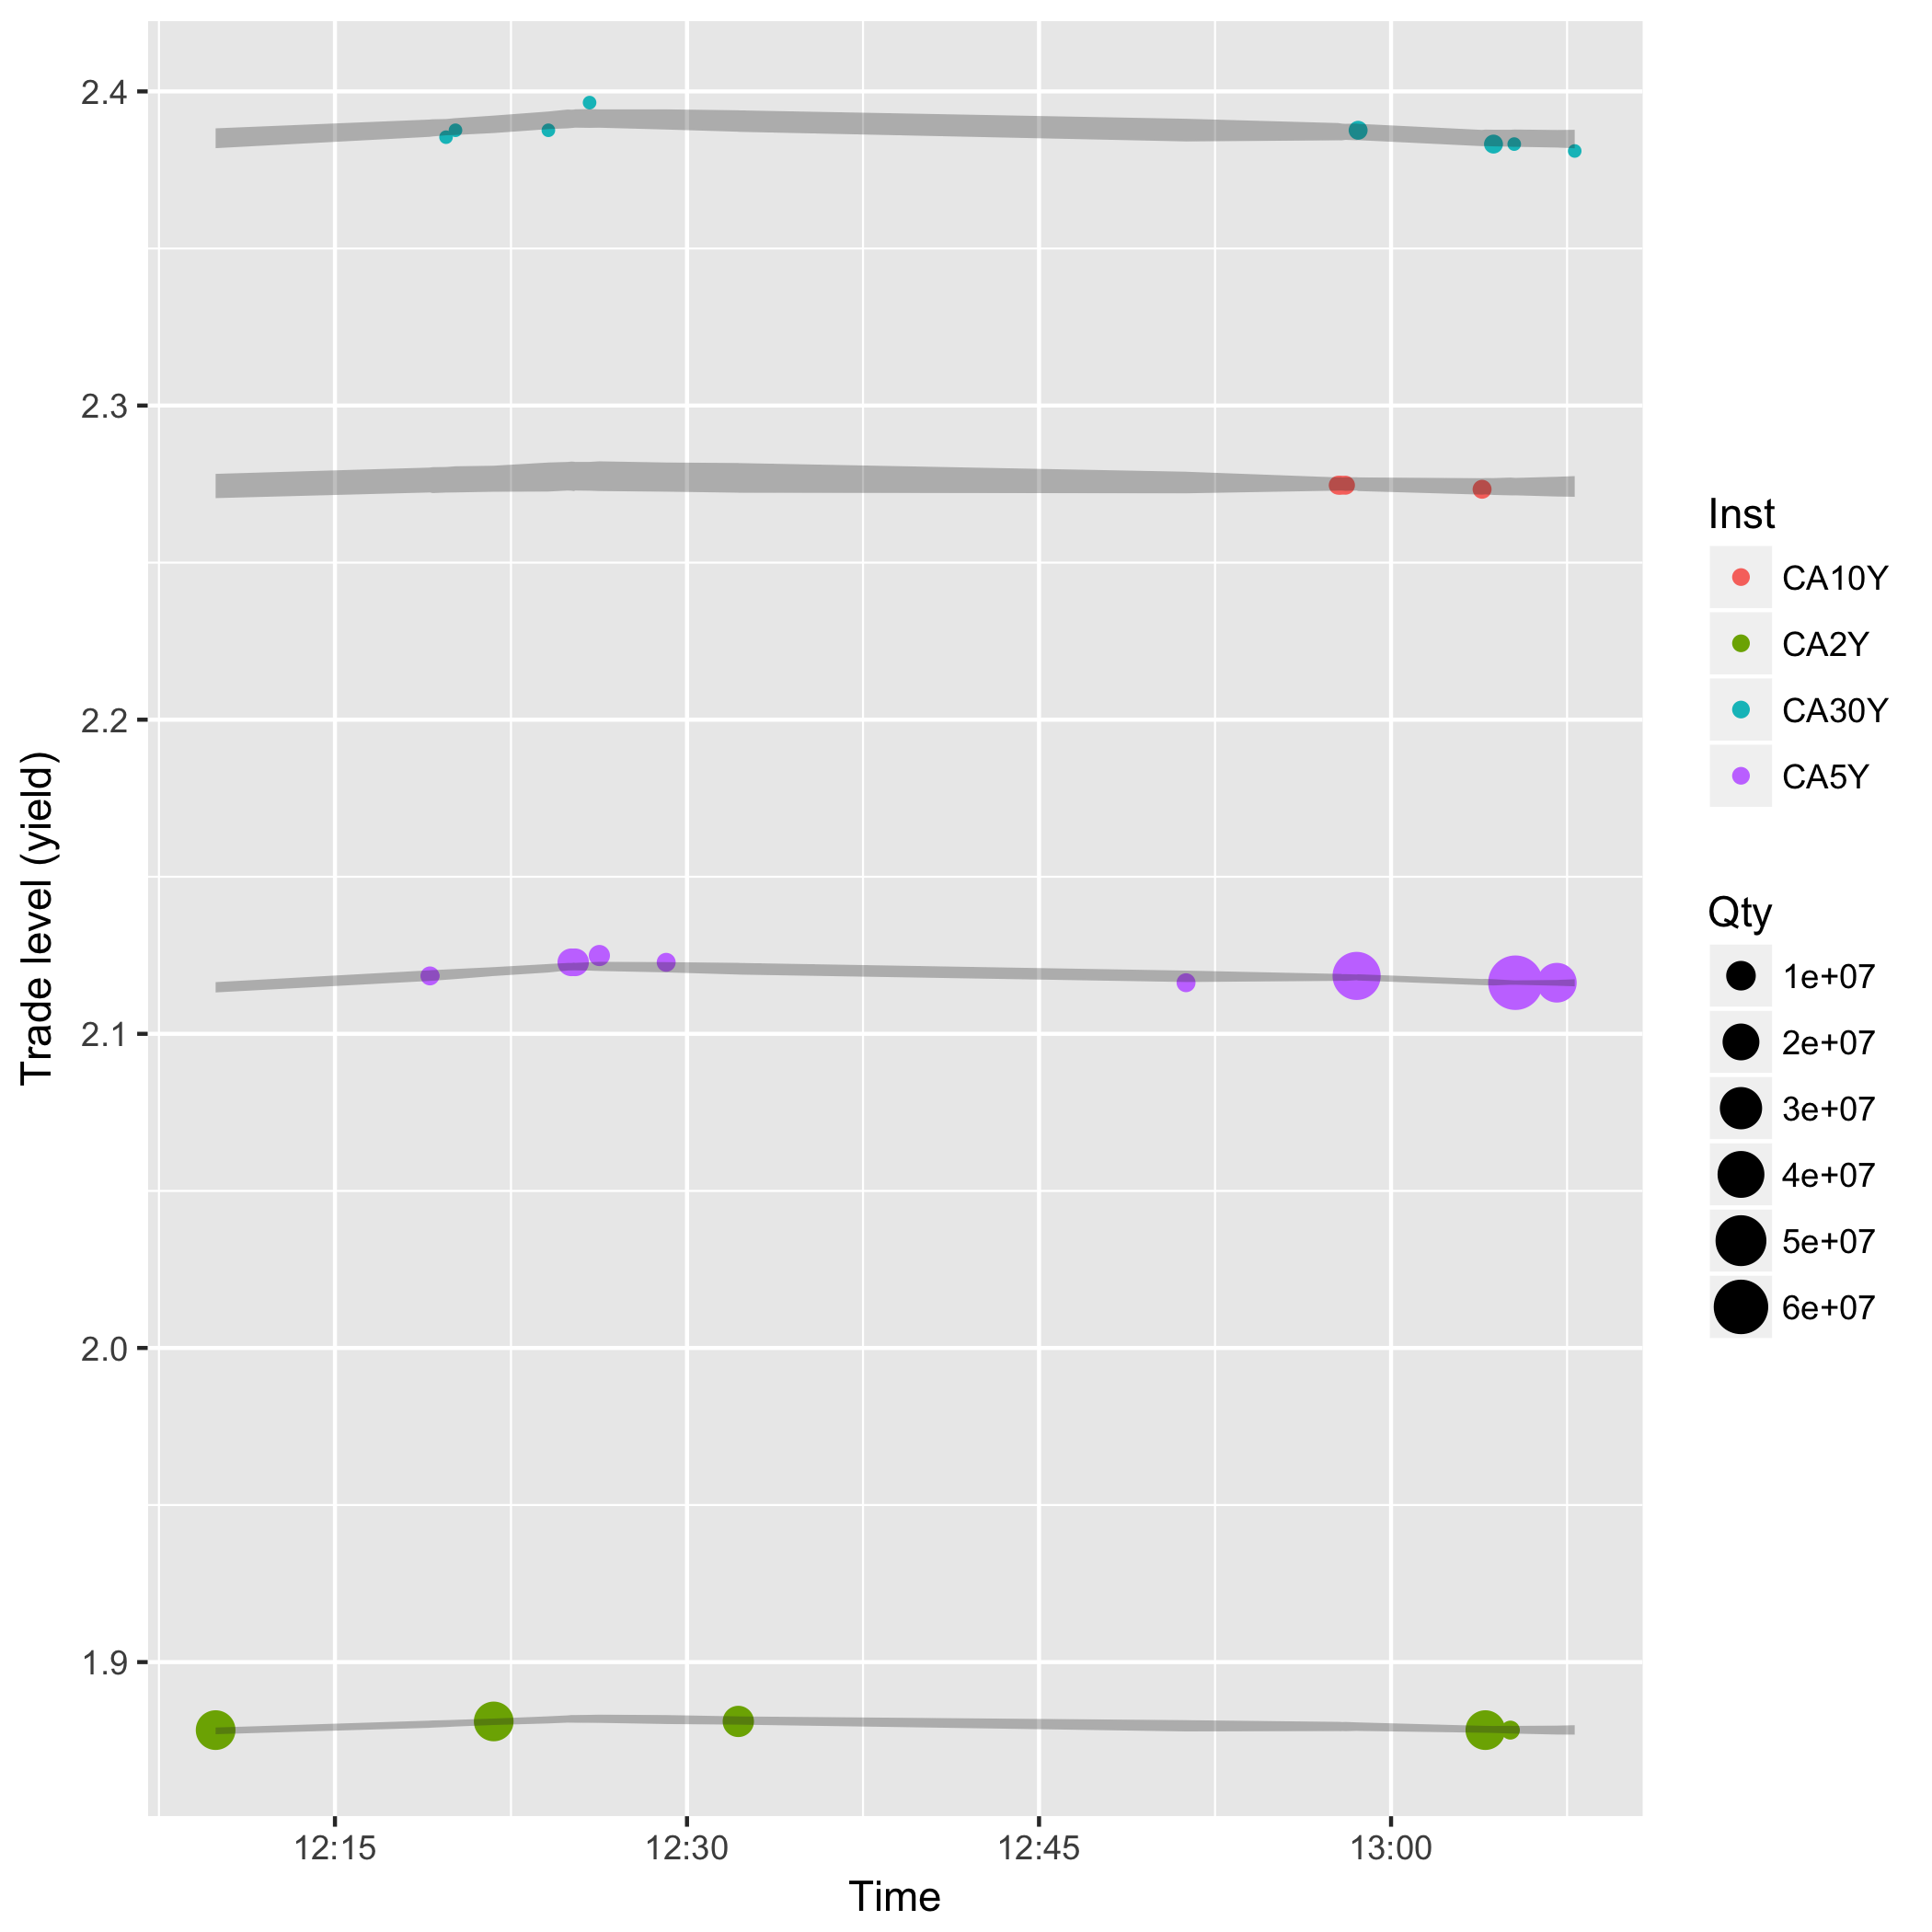 2.4
2.3
2.2
2.1
2.0
1.9
Trade level (yield)
12:15
12:30
12:45
13:00
Time
Inst
CA10Y
CA2Y
CA30Y
CA5Y
Qty
1e+07
2e+07
3e+07
4e+07
5e+07
6e+07